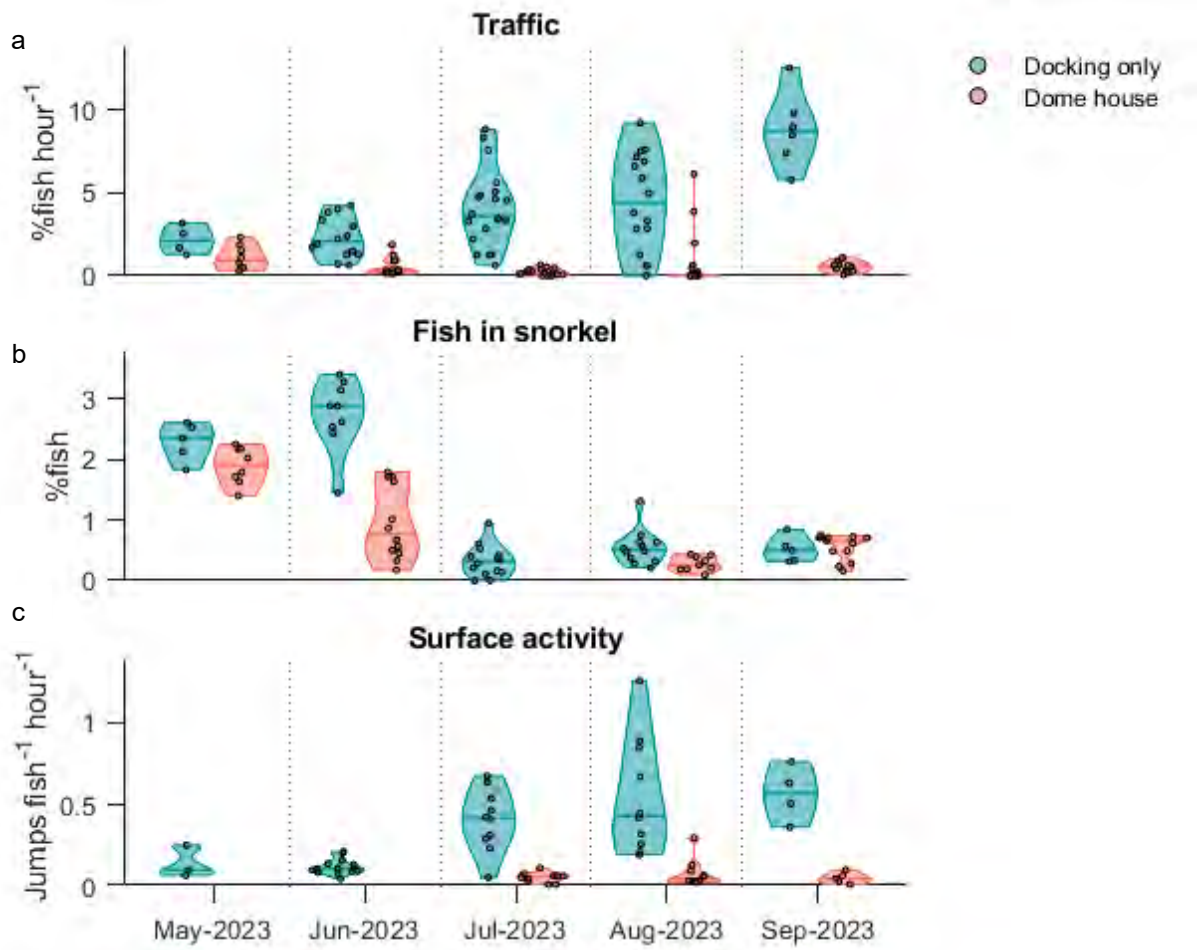 a
Traffic
Docking only
Dome house
%fish hour-1
10
5
0
b
Fish in snorkel
%fish
3
2
1
0
c
Surface activity
Jumps fish-1 hour-1
1
0.5
0
May-2023 Jun-2023 Jul-2023 Aug-2023 Sep-2023